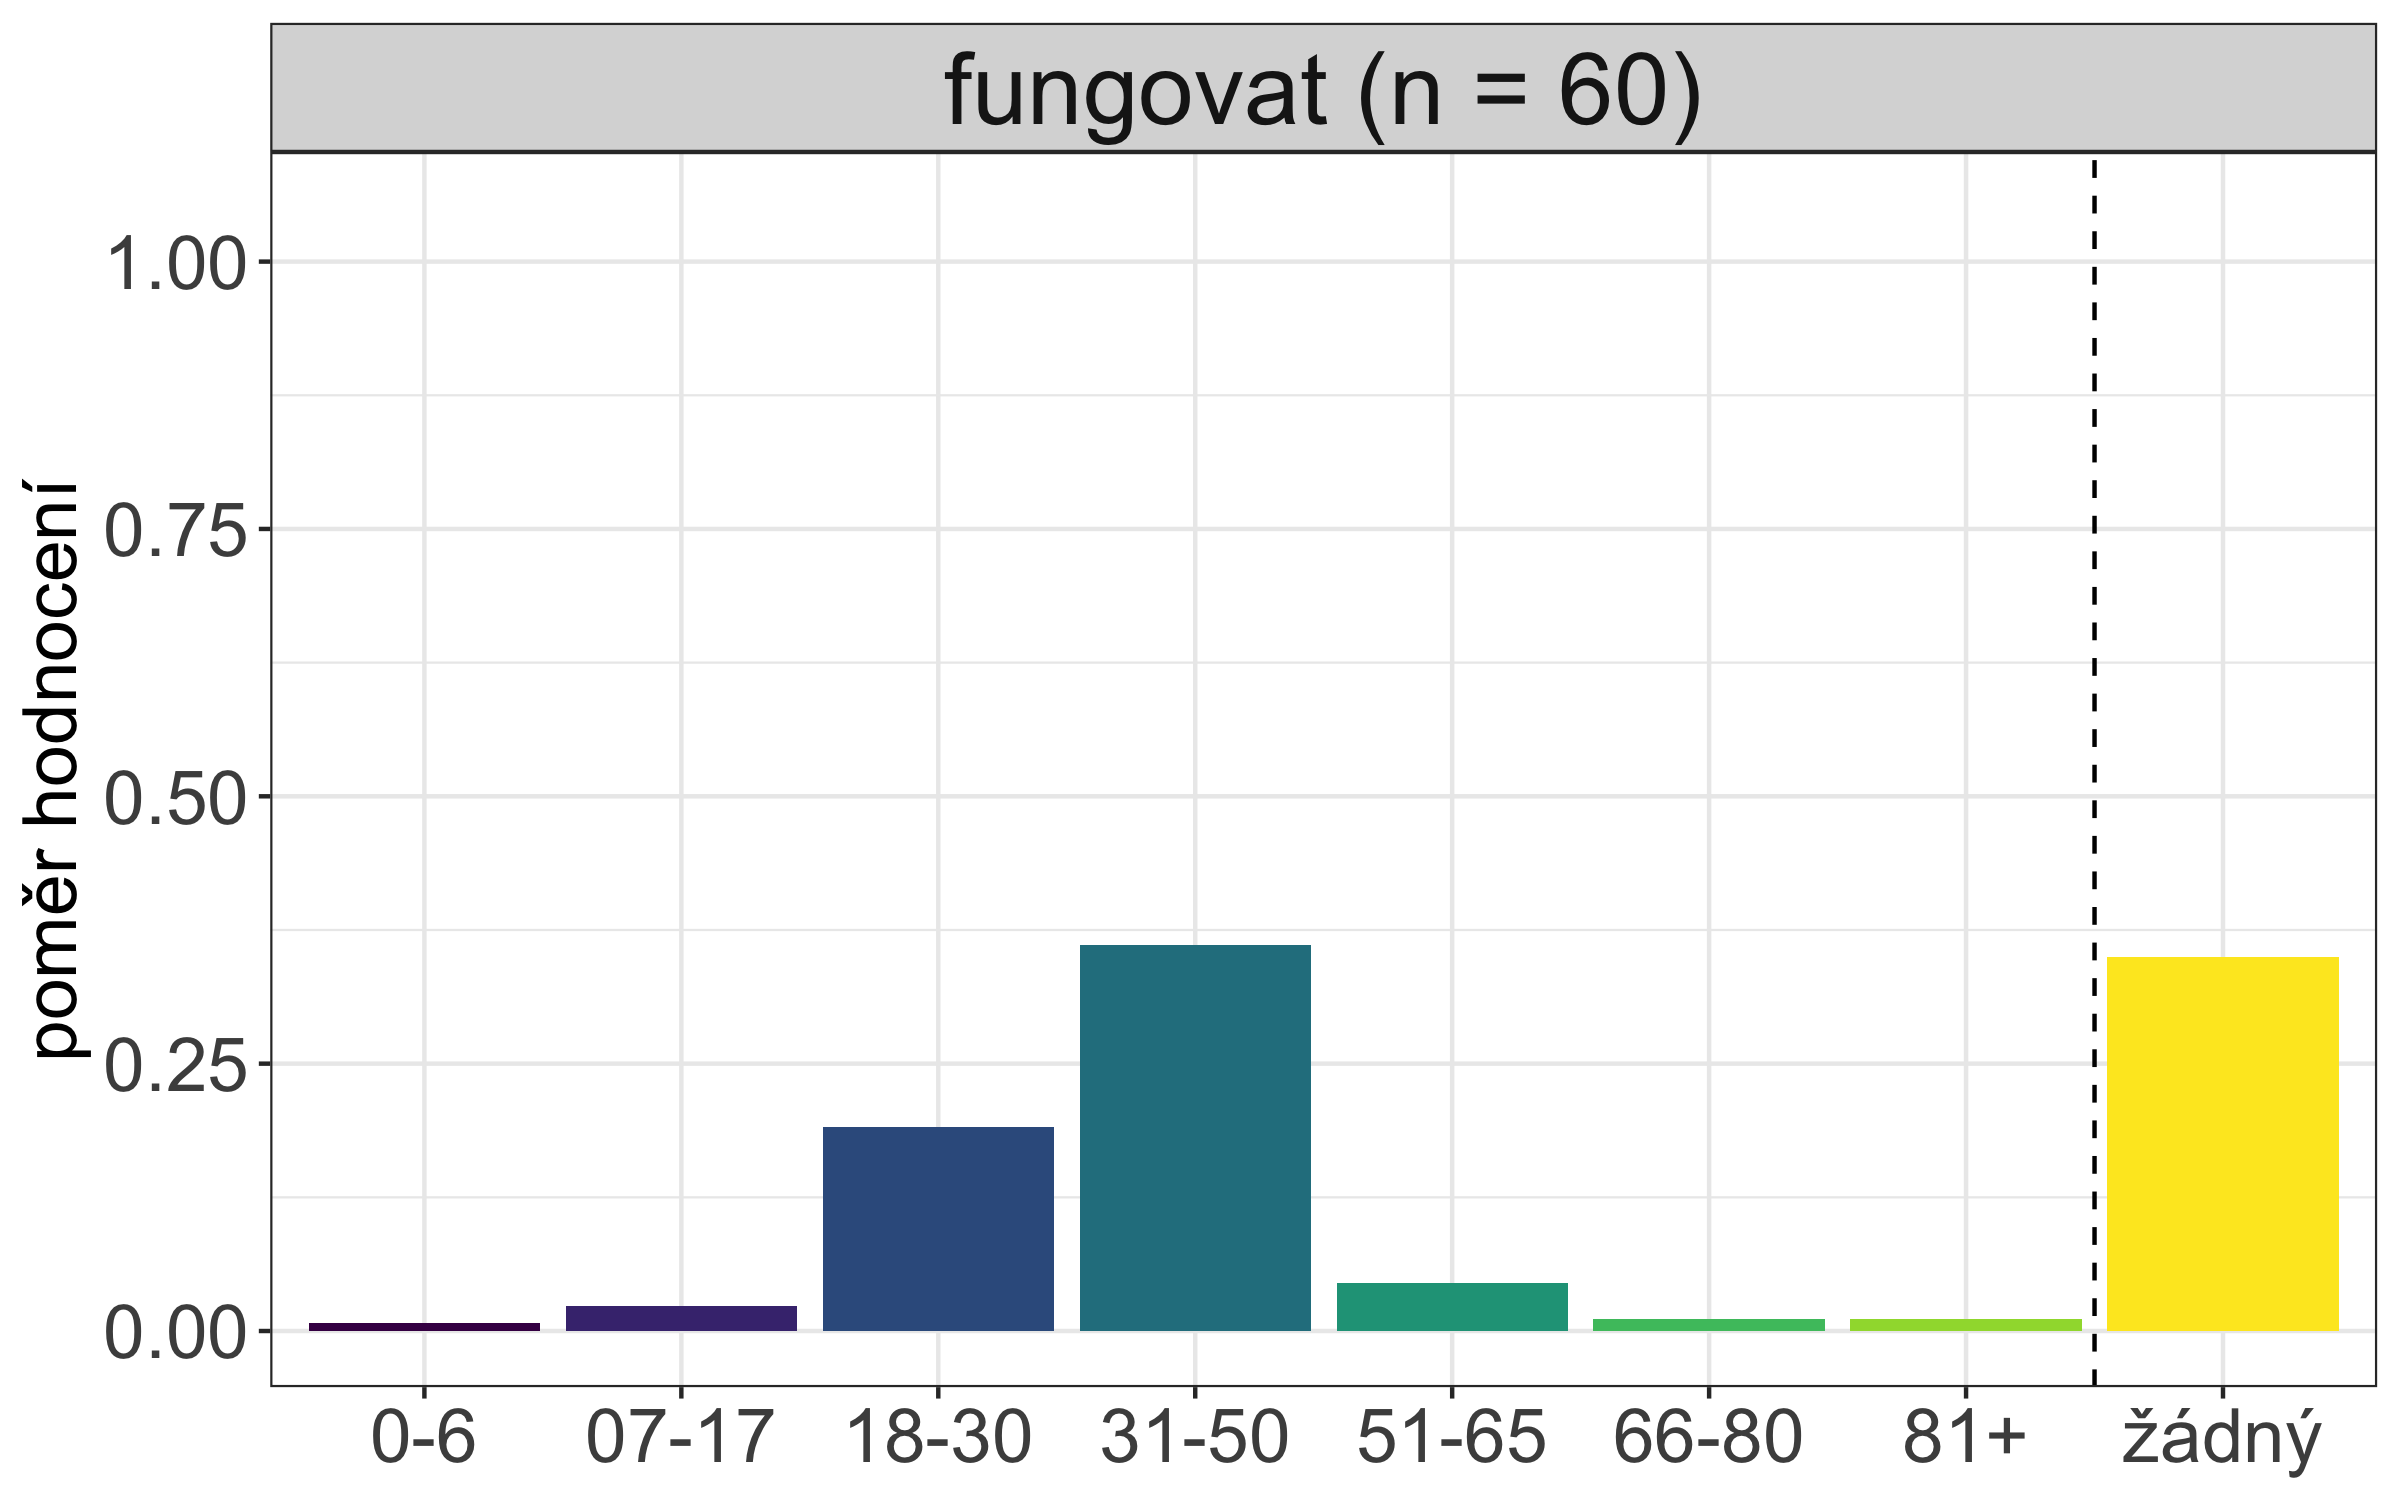 fungovat (n = 60)
poměr hodnocení
1.00
0.75
0.50
0.25
0.00
0-6 07-17 18-30 31-50 51-65 66-80 81+ žádný